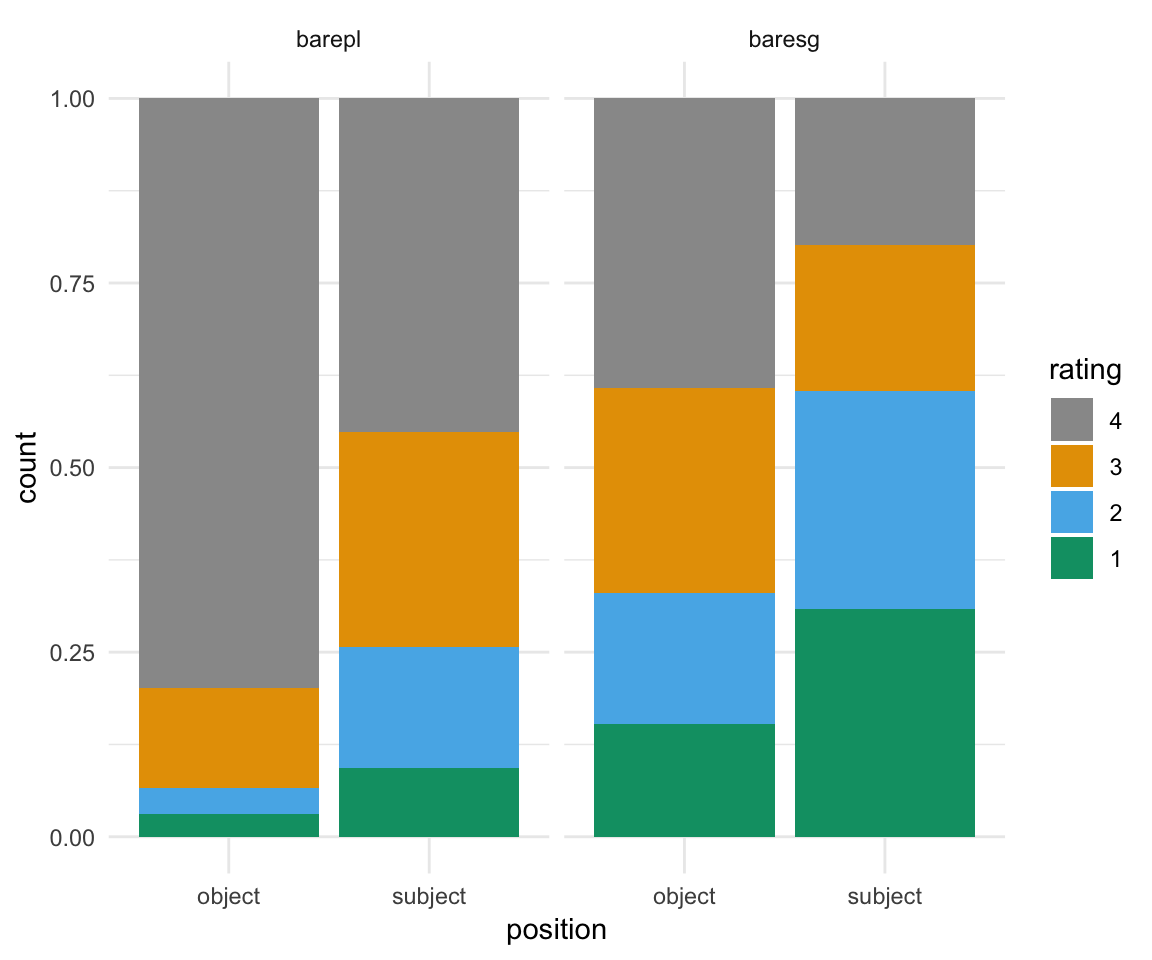 barepl
baresg
1.00
0.75
0.50
0.25
0.00
count
object
subject
object
subject
position
rating
4
3
2
1